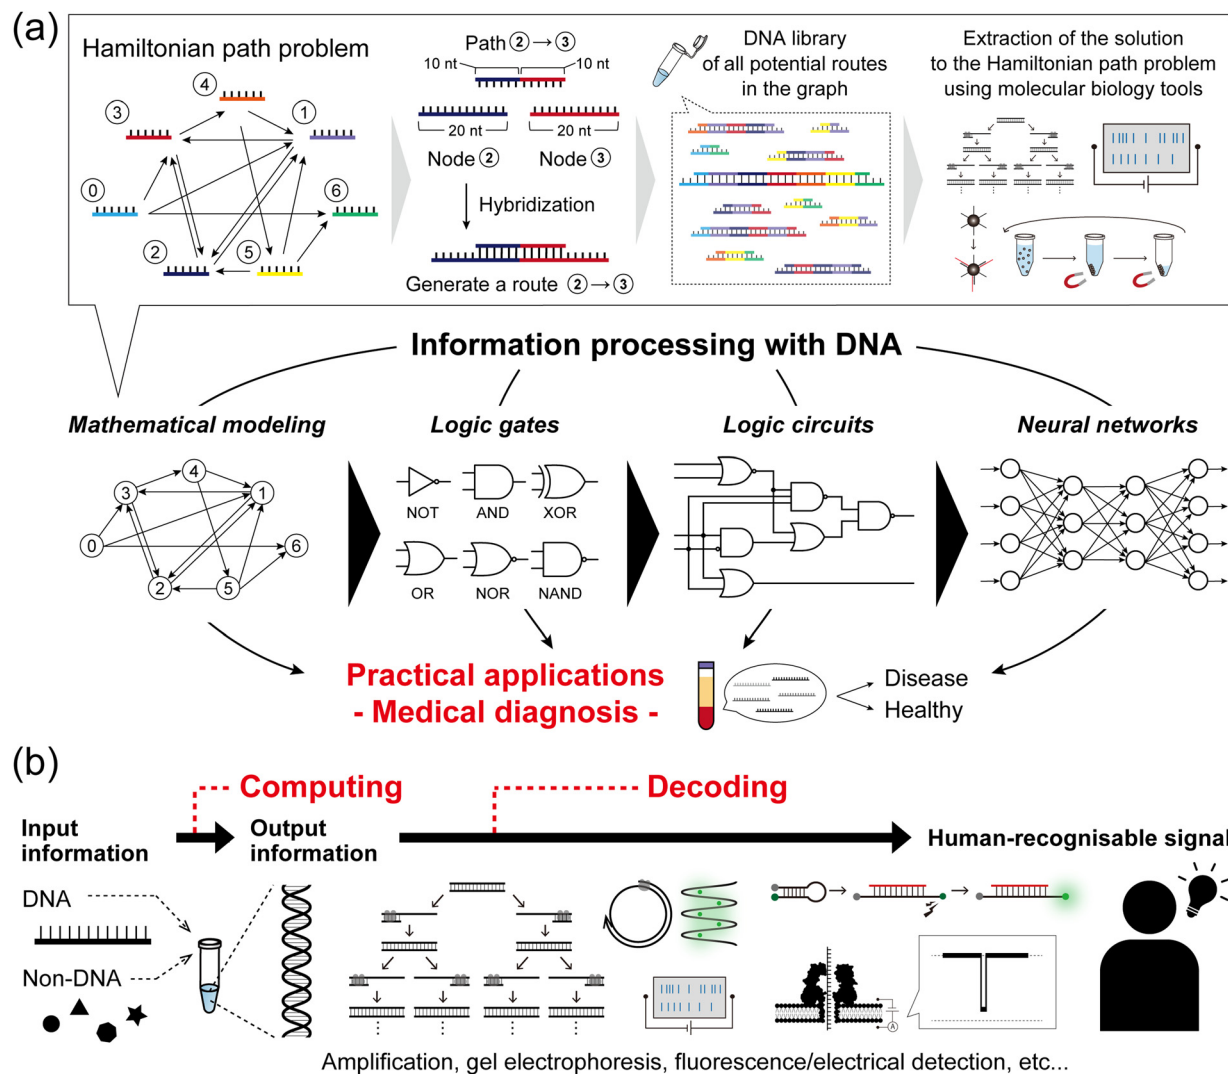 (a)
Hamiltonian path problem
4
3
1
0
6
2
5
Path 2 → 3
10 nt
10 nt
20 nt
20 nt
Node 2
Node 3
Hybridization
Generate a route 2 → 3
DNA library
of all potential routes
in the graph
Extraction of the solution
to the Hamiltonian path problem
using molecular biology tools
Information processing with DNA
Mathematical modeling
Logic gates
Logic circuits
Neural networks
4
3
1
0
6
2
5
NOT
AND
XOR
OR
NOR
NAND
Practical applications
- Medical diagnosis -
Disease
Healthy
(b)
Computing
Decoding
Input
information
Output
information
Human-recognisable signal
DNA
Non-DNA
A
Amplification, gel electrophoresis, fluorescence/electrical detection, etc...